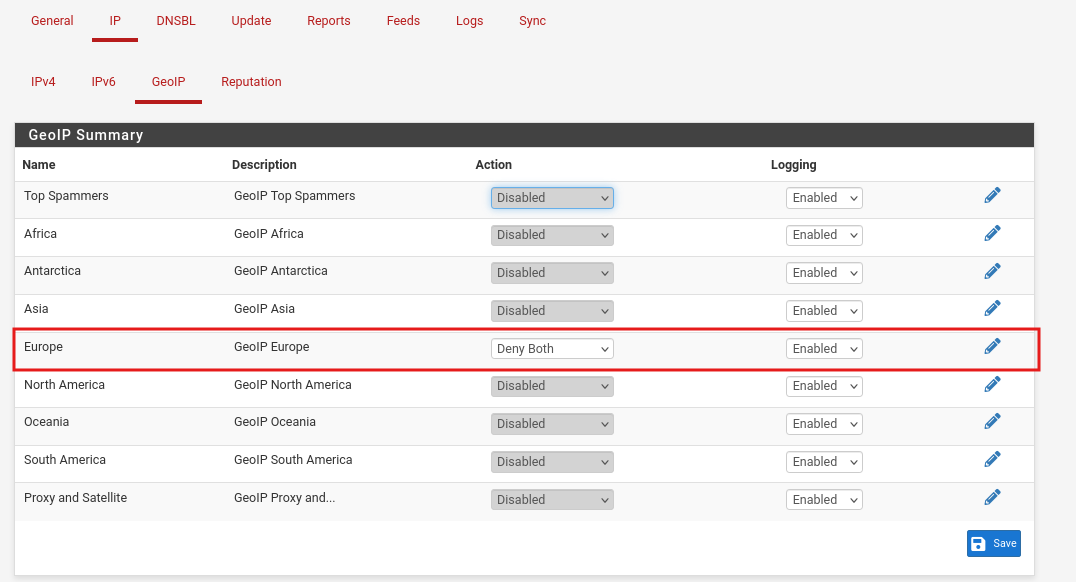 General IP DNSBL Update Reports Feeds Logs Sync
IPv4 IPv6 GeoIP Reputation
GeoIP Summary
Name Description Action Logging
Top Spammers GeoIP Top Spammers Disabled Enabled
Africa GeoIP Africa Disabled Enabled
Antarctica GeoIP Antarctica Disabled Enabled
Asia GeoIP Asia Disabled Enabled
Europe GeoIP Europe Deny Both Enabled
North America GeoIP North America Disabled Enabled
Oceania GeoIP Oceania Disabled Enabled
South America GeoIP South America Disabled Enabled
Proxy and Satellite GeoIP Proxy and... Disabled Enabled
Save